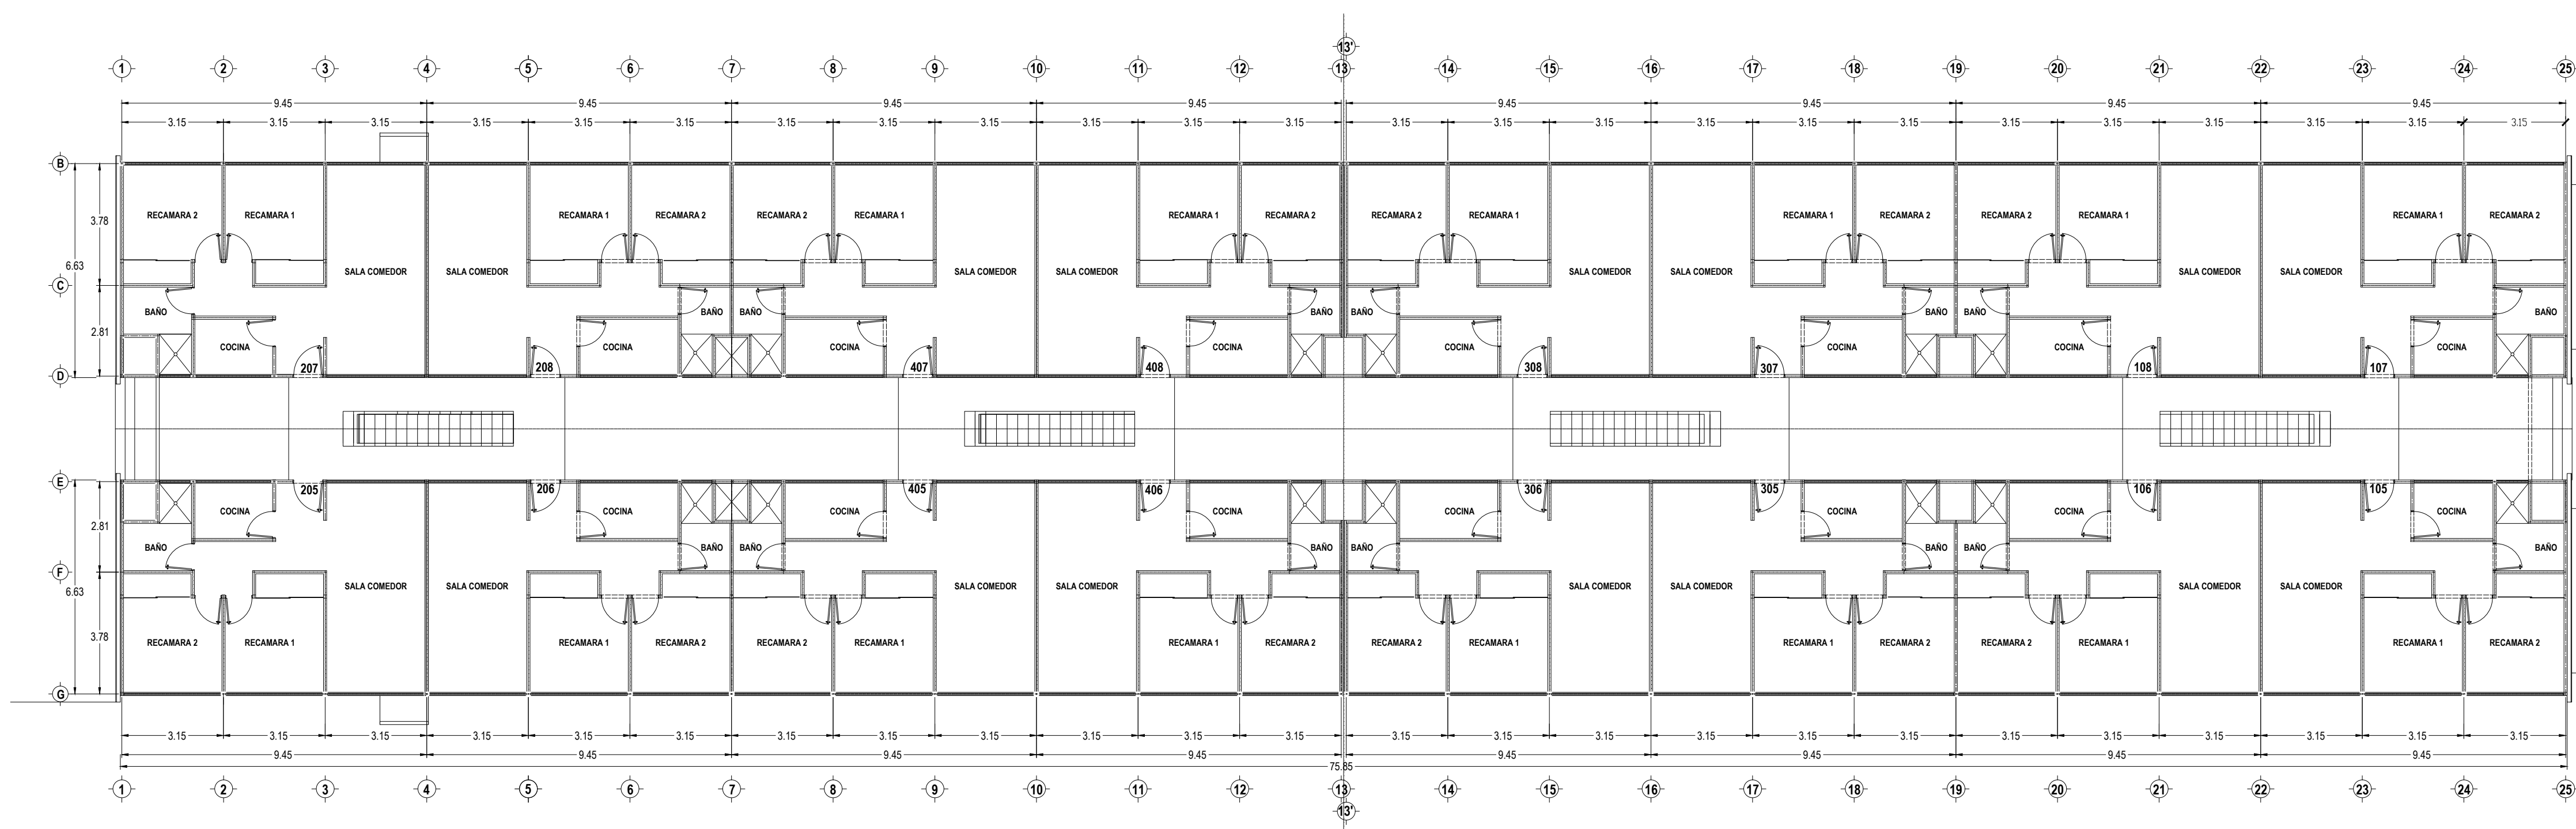 13'
1 2 3 4 5 6 7 8 9 10 11 12 13 14 15 16 17 18 19 20 21 22 23 24 25
9.45 9.45 9.45 9.45 9.45 9.45 9.45 9.45
3.15 3.15 3.15 3.15 3.15 3.15 3.15 3.15 3.15 3.15 3.15 3.15 3.15 3.15 3.15 3.15 3.15 3.15 3.15 3.15 3.15 3.15 3.15 3.15
B
RECAMARA 2 RECAMARA 1 RECAMARA 1 RECAMARA 2 RECAMARA 2 RECAMARA 1 RECAMARA 1 RECAMARA 2 RECAMARA 2 RECAMARA 1 RECAMARA 1 RECAMARA 2 RECAMARA 2 RECAMARA 1 RECAMARA 1 RECAMARA 2
3.78
6.63
SALA COMEDOR SALA COMEDOR SALA COMEDOR SALA COMEDOR SALA COMEDOR SALA COMEDOR SALA COMEDOR SALA COMEDOR
C
BAÑO BAÑO BAÑO BAÑO BAÑO BAÑO BAÑO BAÑO
2.81
COCINA COCINA COCINA COCINA COCINA COCINA COCINA COCINA
207 208 407 408 308 307 108 107
D
E
205 206 405 406 306 305 106 105
COCINA COCINA COCINA COCINA COCINA COCINA COCINA COCINA
2.81
BAÑO BAÑO BAÑO BAÑO BAÑO BAÑO BAÑO BAÑO
F
SALA COMEDOR SALA COMEDOR SALA COMEDOR SALA COMEDOR SALA COMEDOR SALA COMEDOR SALA COMEDOR SALA COMEDOR
6.63
3.78
RECAMARA 2 RECAMARA 1 RECAMARA 1 RECAMARA 2 RECAMARA 2 RECAMARA 1 RECAMARA 1 RECAMARA 2 RECAMARA 2 RECAMARA 1 RECAMARA 1 RECAMARA 2 RECAMARA 2 RECAMARA 1 RECAMARA 1 RECAMARA 2
G
3.15 3.15 3.15 3.15 3.15 3.15 3.15 3.15 3.15 3.15 3.15 3.15 3.15 3.15 3.15 3.15 3.15 3.15 3.15 3.15 3.15 3.15 3.15 3.15
9.45 9.45 9.45 9.45 9.45 9.45 9.45 9.45
75.85
1 2 3 4 5 6 7 8 9 10 11 12 13 14 15 16 17 18 19 20 21 22 23 24 25
13'